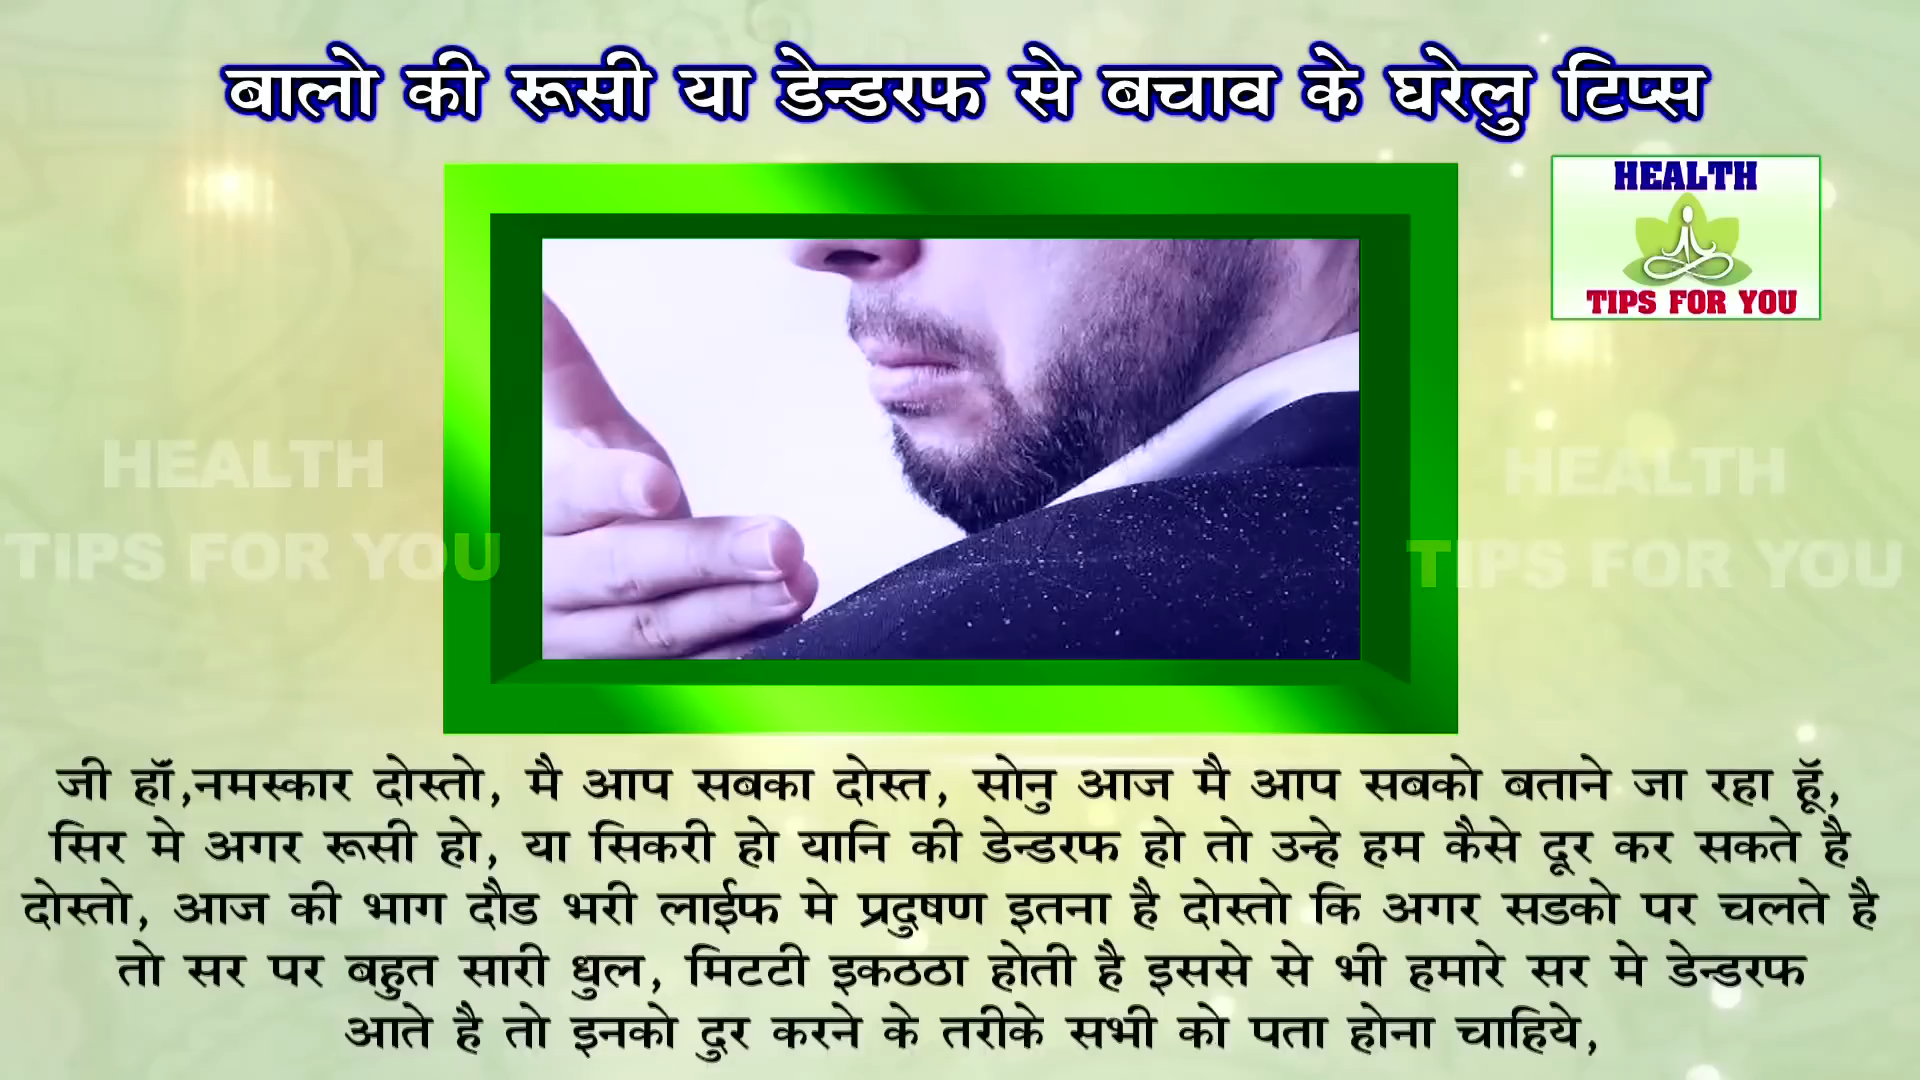 बालो की रूसी या डेन्डरफ से बचाव के घरेलु टिप्स
HEALTH
TIPS FOR YOU
HEALTH
TIPS FOR YOU
HEALTH
TIPS FOR YOU
जी हॉं,नमस्कार दोस्तो, मै आप सबका दोस्त, सोनु आज मै आप सबको बताने जा रहा हूॅ,
सिर मे अगर रूसी हो, या सिकरी हो यानि की डेन्डरफ हो तो उन्हे हम कैसे दूर कर सकते है
दोस्तो, आज की भाग दौड भरी लाईफ मे प्रदुषण इतना है दोस्तो कि अगर सडको पर चलते है
तो सर पर बहुत सारी धुल, मिटटी इकठठा होती है इससे से भी हमारे सर मे डेन्डरफ
आते है तो इनको दुर करने के तरीके सभी को पता होना चाहिये,